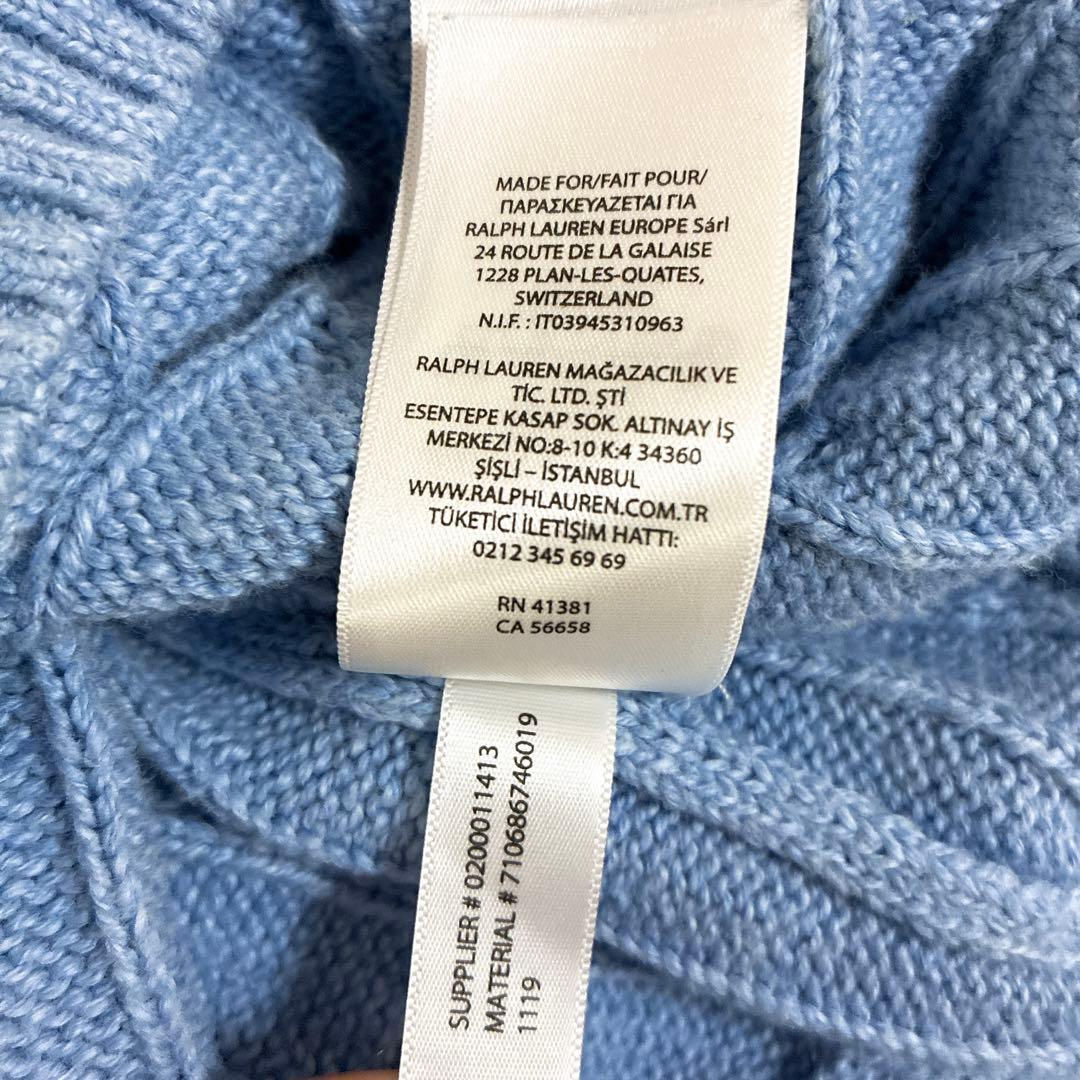 MADE FOR/FAIT POUR/
ΠΑΡΑΣΚΕΥΑΖΕΤΑΙ ΓΙΑ
RALPH LAUREN EUROPE Sárl
24 ROUTE DE LA GALAISE
1228 PLAN-LES-QUATES,
SWITZERLAND
N.I.F. : IT03945310963
RALPH LAUREN MAĞAZACILIK VE
TİC. LTD. ŞTİ
ESENTEPE KASAP SOK. ALTINAY İŞ
MERKEZİ NO:8-10 K:4 34360
ŞİŞLİ – İSTANBUL
WWW.RALPHLAUREN.COM.TR
TÜKETİCİ İLETİŞİM HATTI:
0212 345 69 69
RN 41381
CA 56658
SUPPLIER # 0200011413
MATERIAL # 710686746019
1119